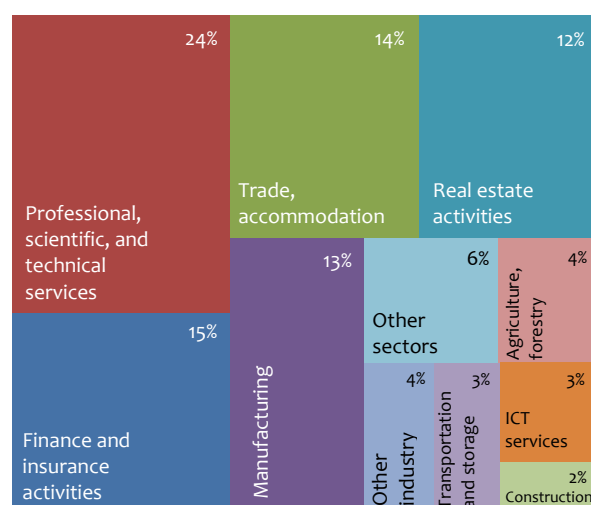 24%
Professional,
scientific, and
technical
services
14%
Trade,
accommodation
12%
Real estate
activities
15%
Finance and
insurance
activities
13%
Manufacturing
6%
Other
sectors
4%
Agriculture,
forestry
4%
Other
industry
3%
Transportation
and storage
3%
ICT
services
2%
Construction